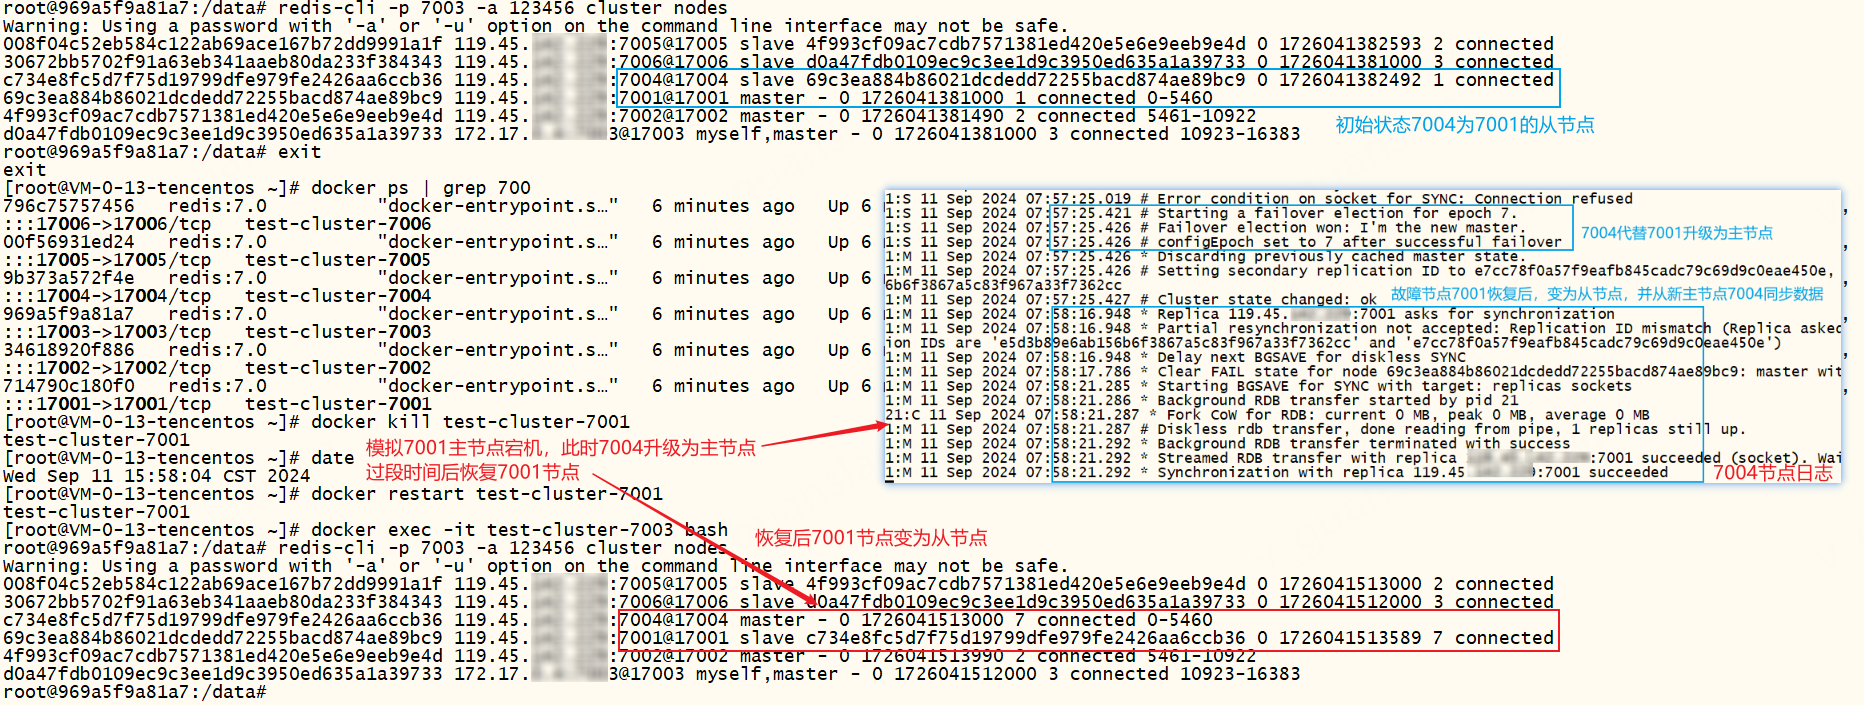 root@969a5f9a81a7:/data# redis-cli -p 7003 -a 123456 cluster nodes
Warning: Using a password with '-a' or '-u' option on the command line interface may not be safe.
008f04c52eb584c122ab69ace167b72dd9991a1f 119.45. :7005@17005 slave 4f993cf09ac7cdb7571381ed420e5e6e9eeb9e4d 0 1726041382593 2 connected
30672bb5702f91a63eb341aaeb80da233f384343 119.45. :7006@17006 slave d0a47fdb0109ec9c3ee1d9c3950ed635a1a39733 0 1726041381000 3 connected
c734e8fc5d7f75d19799dfe979fe2426aa6ccb36 119.45. :7004@17004 slave 69c3ea884b86021dcdedd72255bacd874ae89bc9 0 1726041382492 1 connected
69c3ea884b86021dcdedd72255bacd874ae89bc9 119.45. :7001@17001 master - 0 1726041381000 1 connected 0-5460
4f993cf09ac7cdb7571381ed420e5e6e9eeb9e4d 119.45. :7002@17002 master - 0 1726041381490 2 connected 5461-10922
d0a47fdb0109ec9c3ee1d9c3950ed635a1a39733 172.17. 3@17003 myself,master - 0 1726041381000 3 connected 10923-16383
初始状态7004为7001的从节点
root@969a5f9a81a7:/data# exit
exit
[root@VM-0-13-tencentos ~]# docker ps | grep 700
796c75757456 redis:7.0 "docker-entrypoint.s…" 6 minutes ago Up 6
:::17006->17006/tcp test-cluster-7006
00f56931ed24 redis:7.0 "docker-entrypoint.s…" 6 minutes ago Up 6
:::17005->17005/tcp test-cluster-7005
9b373a572f4e redis:7.0 "docker-entrypoint.s…" 6 minutes ago Up 6
:::17004->17004/tcp test-cluster-7004
969a5f9a81a7 redis:7.0 "docker-entrypoint.s…" 6 minutes ago Up 6
:::17003->17003/tcp test-cluster-7003
34618920f886 redis:7.0 "docker-entrypoint.s…" 6 minutes ago Up 6
:::17002->17002/tcp test-cluster-7002
714790c180f0 redis:7.0 "docker-entrypoint.s…" 6 minutes ago Up 6
:::17001->17001/tcp test-cluster-7001
[root@VM-0-13-tencentos ~]# docker kill test-cluster-7001
test-cluster-7001
[root@VM-0-13-tencentos ~]# date
Wed Sep 11 15:58:04 CST 2024
[root@VM-0-13-tencentos ~]# docker restart test-cluster-7001
test-cluster-7001
[root@VM-0-13-tencentos ~]# docker exec -it test-cluster-7003 bash
模拟7001主节点宕机，此时7004升级为主节点
过段时间后恢复7001节点
1:S 11 Sep 2024 07:57:25.019 # Error condition on socket for SYNC: Connection refused
1:S 11 Sep 2024 07:57:25.421 # Starting a failover election for epoch 7.
1:S 11 Sep 2024 07:57:25.426 # Failover election won: I'm the new master.
1:S 11 Sep 2024 07:57:25.426 # configEpoch set to 7 after successful failover
7004代替7001升级为主节点
1:M 11 Sep 2024 07:57:25.426 * Discarding previously cached master state.
1:M 11 Sep 2024 07:57:25.426 # Setting secondary replication ID to e7cc78f0a57f9eafb845cadc79c69d9c0eae450e,
6b6f3867a5c83f967a33f7362cc
1:M 11 Sep 2024 07:57:25.427 # Cluster state changed: ok
故障节点7001恢复后，变为从节点，并从新主节点7004同步数据
1:M 11 Sep 2024 07:58:16.948 * Replica 119.45. :7001 asks for synchronization
1:M 11 Sep 2024 07:58:16.948 * Partial resynchronization not accepted: Replication ID mismatch (Replica asked
ion IDs are 'e5d3b89e6ab156b6f3867a5c83f967a33f7362cc' and 'e7cc78f0a57f9eafb845cadc79c69d9c0eae450e')
1:M 11 Sep 2024 07:58:16.948 * Delay next BGSAVE for diskless SYNC
1:M 11 Sep 2024 07:58:17.786 * Clear FAIL state for node 69c3ea884b86021dcdedd72255bacd874ae89bc9: master wit
1:M 11 Sep 2024 07:58:21.285 * Starting BGSAVE for SYNC with target: replicas sockets
1:M 11 Sep 2024 07:58:21.286 * Background RDB transfer started by pid 21
21:C 11 Sep 2024 07:58:21.287 * Fork CoW for RDB: current 0 MB, peak 0 MB, average 0 MB
1:M 11 Sep 2024 07:58:21.287 # Diskless rdb transfer, done reading from pipe, 1 replicas still up.
1:M 11 Sep 2024 07:58:21.292 * Background RDB transfer terminated with success
1:M 11 Sep 2024 07:58:21.292 * Streamed RDB transfer with replica :7001 succeeded (socket). Wai
1:M 11 Sep 2024 07:58:21.292 * Synchronization with replica 119.45. :7001 succeeded
7004节点日志
恢复后7001节点变为从节点
root@969a5f9a81a7:/data# redis-cli -p 7003 -a 123456 cluster nodes
Warning: Using a password with '-a' or '-u' option on the command line interface may not be safe.
008f04c52eb584c122ab69ace167b72dd9991a1f 119.45. :7005@17005 slave 4f993cf09ac7cdb7571381ed420e5e6e9eeb9e4d 0 1726041513000 2 connected
30672bb5702f91a63eb341aaeb80da233f384343 119.45. :7006@17006 slave d0a47fdb0109ec9c3ee1d9c3950ed635a1a39733 0 1726041512000 3 connected
c734e8fc5d7f75d19799dfe979fe2426aa6ccb36 119.45. :7004@17004 master - 0 1726041513000 7 connected 0-5460
69c3ea884b86021dcdedd72255bacd874ae89bc9 119.45. :7001@17001 slave c734e8fc5d7f75d19799dfe979fe2426aa6ccb36 0 1726041513589 7 connected
4f993cf09ac7cdb7571381ed420e5e6e9eeb9e4d 119.45. :7002@17002 master - 0 1726041513990 2 connected 5461-10922
d0a47fdb0109ec9c3ee1d9c3950ed635a1a39733 172.17. 3@17003 myself,master - 0 1726041512000 3 connected 10923-16383
root@969a5f9a81a7:/data#